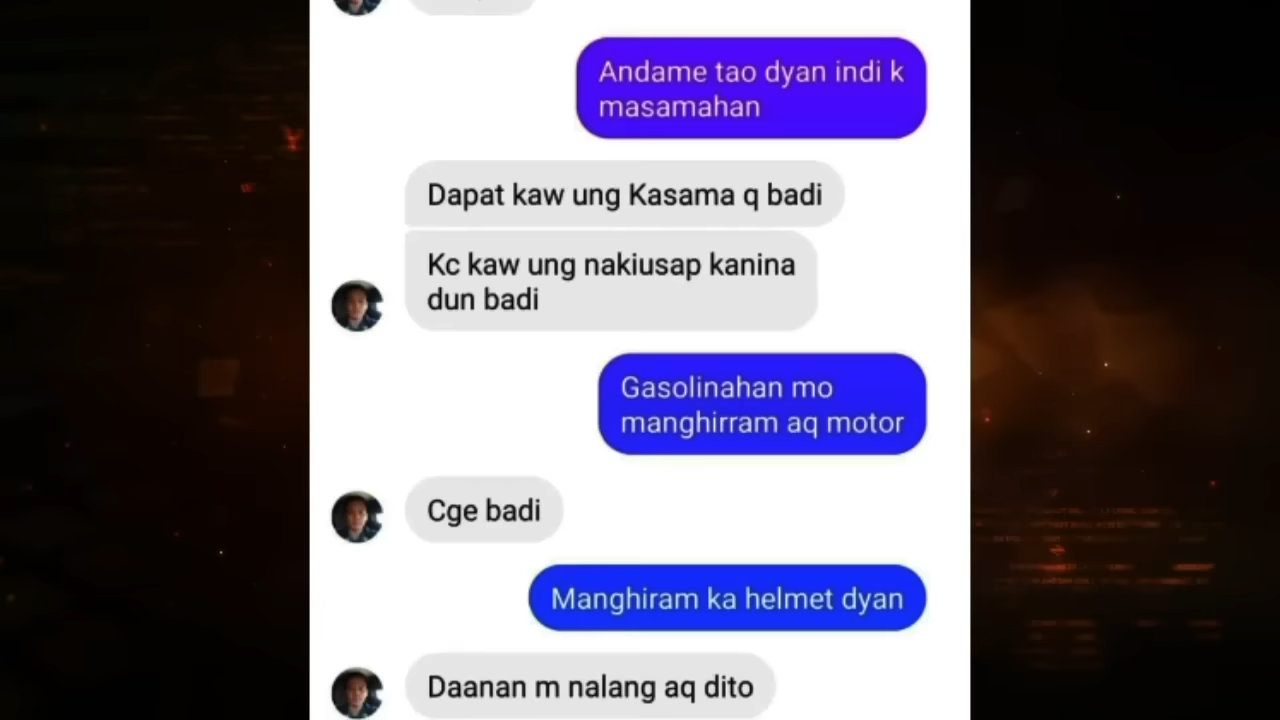 Andame tao dyan indi k
masamahan
Dapat kaw ung Kasama q badi
Kc kaw ung nakiusap kanina
dun badi
Gasolinahan mo
manghirram aq motor
Cge badi
Manghiram ka helmet dyan
Daanan m nalang aq dito